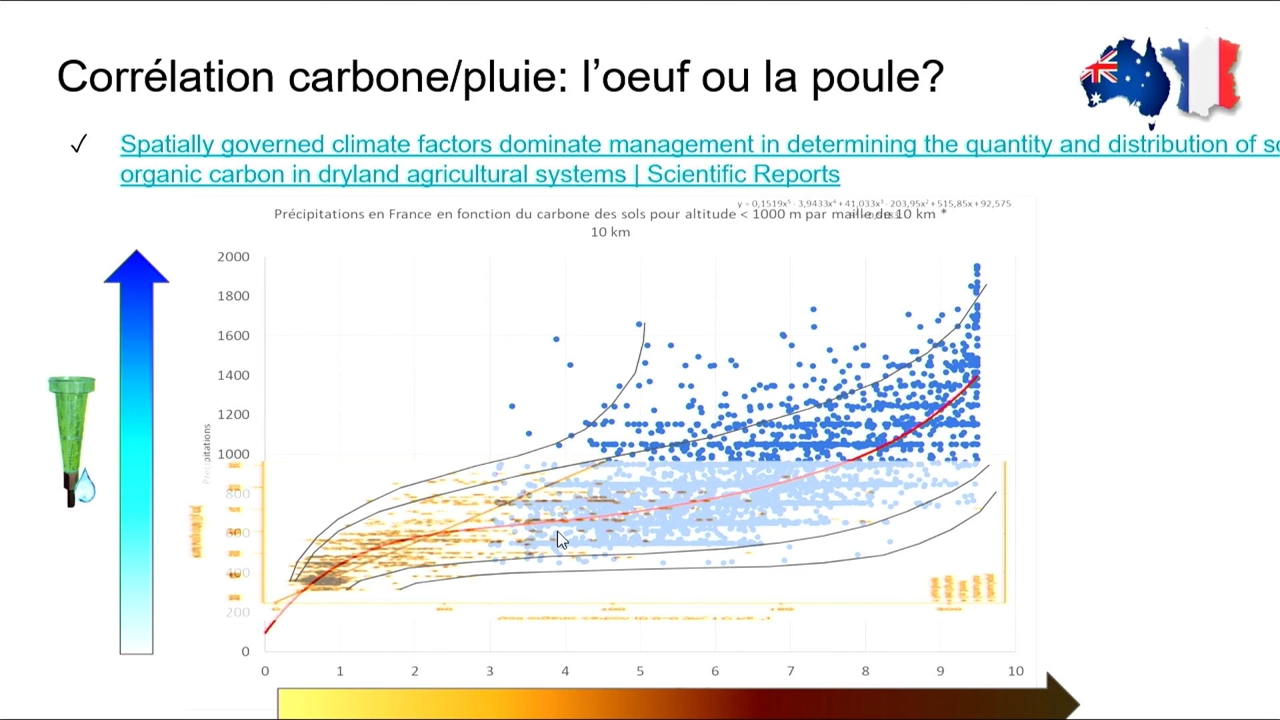 Corrélation carbone/pluie: l’oeuf ou la poule?
✓ Spatially governed climate factors dominate management in determining the quantity and distribution of
organic carbon in dryland agricultural systems | Scientific Reports
y = 0,1519x⁵ - 3,9433x⁴ + 41,033x³ - 203,95x² + 515,85x + 92,575
Précipitations en France en fonction du carbone des sols pour altitude < 1000 m par maille de 10 km *
10 km
2000
1800
1600
1400
1200
1000
800
600
400
200
0
Précipitations
0 1 2 3 4 5 6 7 8 9 10